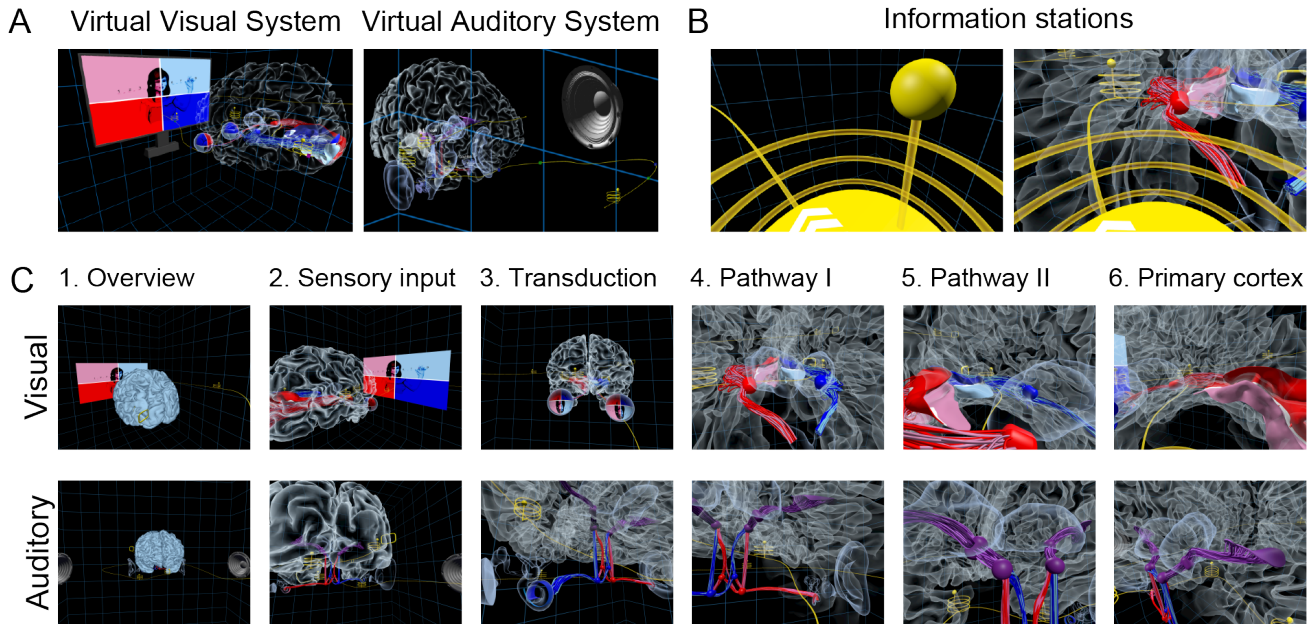 A
Virtual Visual System
Virtual Auditory System
B
Information stations
C
1. Overview
2. Sensory input
3. Transduction
4. Pathway I
5. Pathway II
6. Primary cortex
Visual
Auditory